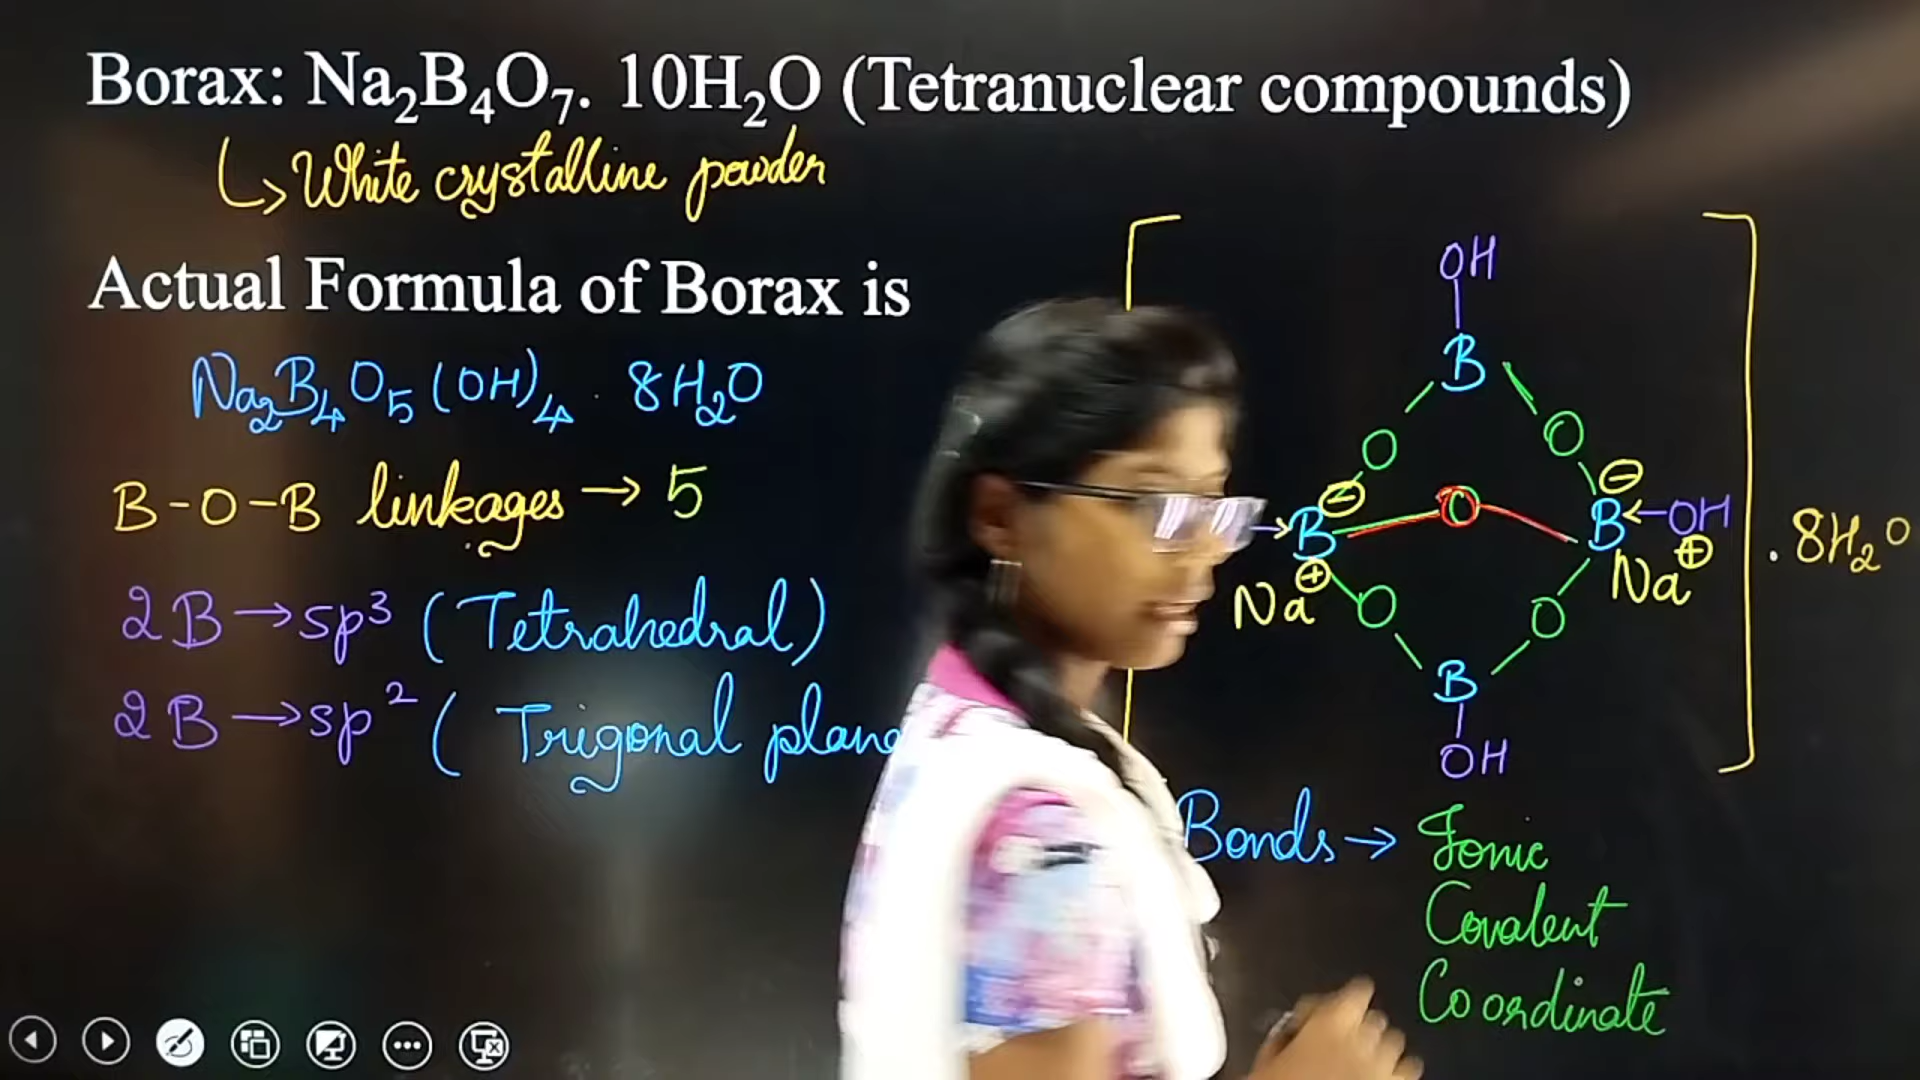 Borax: Na₂B₄O₇. 10H₂O (Tetranuclear compounds)
↳ White crystalline powder
Actual Formula of Borax is
Na₂B₄O₅(OH)₄ · 8H₂O
B-O-B linkages → 5
2B → sp³ (Tetrahedral)
2B → sp² (Trigonal plana
OH
B
O O
⊖ ⊖
→ B O B ← OH
Na⊕ Na⊕
. 8H₂O
O O
B
OH
Bonds → Ionic
Covalent
Coordinate